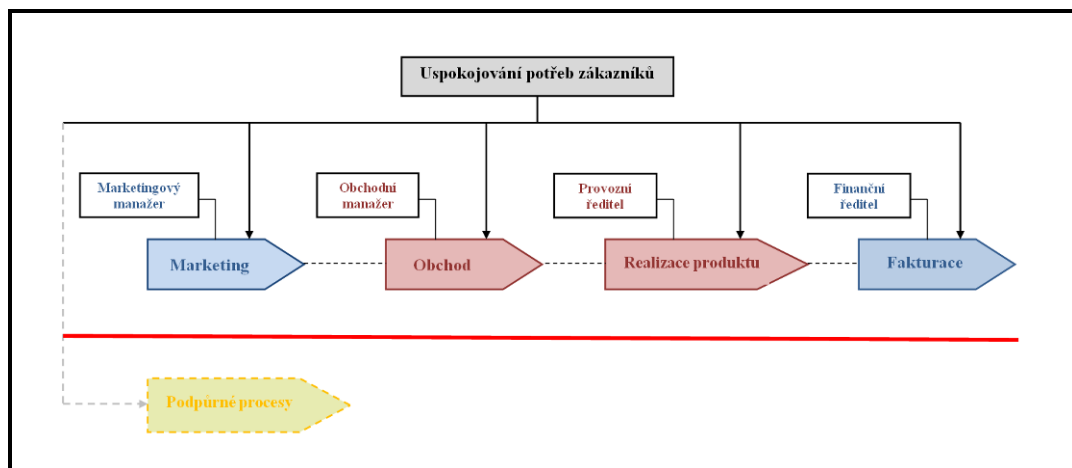 Uspokojování potřeb zákazníků
Marketingový
manažer
Obchodní
manažer
Provozní
ředitel
Finanční
ředitel
Marketing
Obchod
Realizace produktu
Fakturace
Podpůrné procesy